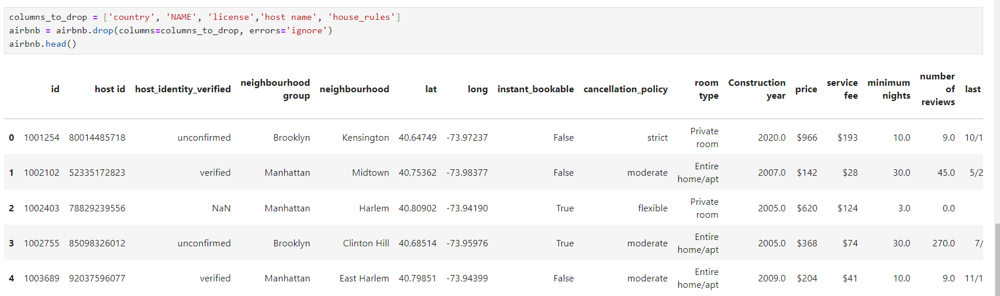 columns_to_drop = ['country', 'NAME', 'license','host name', 'house_rules']
airbnb = airbnb.drop(columns=columns_to_drop, errors='ignore')
airbnb.head()
id host id host_identity_verified neighbourhood group neighbourhood lat long instant_bookable cancellation_policy room type Construction year price service fee minimum nights number of reviews last
0 1001254 80014485718 unconfirmed Brooklyn Kensington 40.64749 -73.97237 False strict Private room 2020.0 $966 $193 10.0 9.0 10/1
1 1002102 52335172823 verified Manhattan Midtown 40.75362 -73.98377 False moderate Entire home/apt 2007.0 $142 $28 30.0 45.0 5/2
2 1002403 78829239556 NaN Manhattan Harlem 40.80902 -73.94190 True flexible Private room 2005.0 $620 $124 3.0 0.0
3 1002755 85098326012 unconfirmed Brooklyn Clinton Hill 40.68514 -73.95976 True moderate Entire home/apt 2005.0 $368 $74 30.0 270.0 7/
4 1003689 92037596077 verified Manhattan East Harlem 40.79851 -73.94399 False moderate Entire home/apt 2009.0 $204 $41 10.0 9.0 11/1